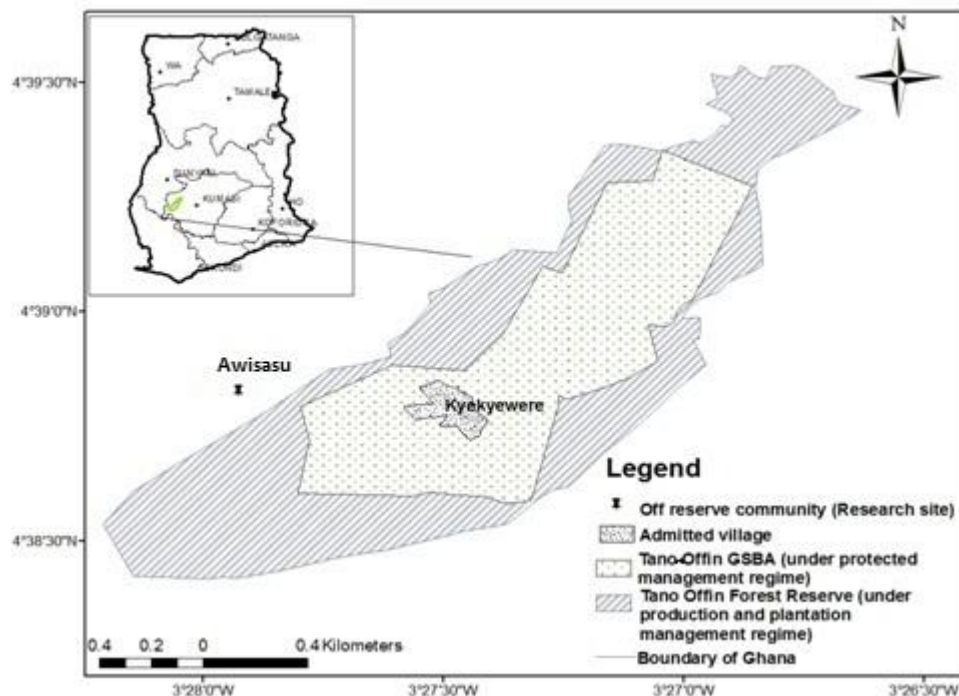 N
WA
TAMALE
KUMASI
4°39'30"N
4°39'0"N
4°38'30"N
Awisasu
Kyekyewere
Legend
Off reserve community (Research site)
Admitted village
Tano Offin GSBA (under protected
management regime)
Tano Offin Forest Reserve (under
production and plantation
management regime)
Boundary of Ghana
0.4 0.2 0 0.4 Kilometers
3°28'0"W
3°27'30"W
3°27'0"W
3°26'30"W